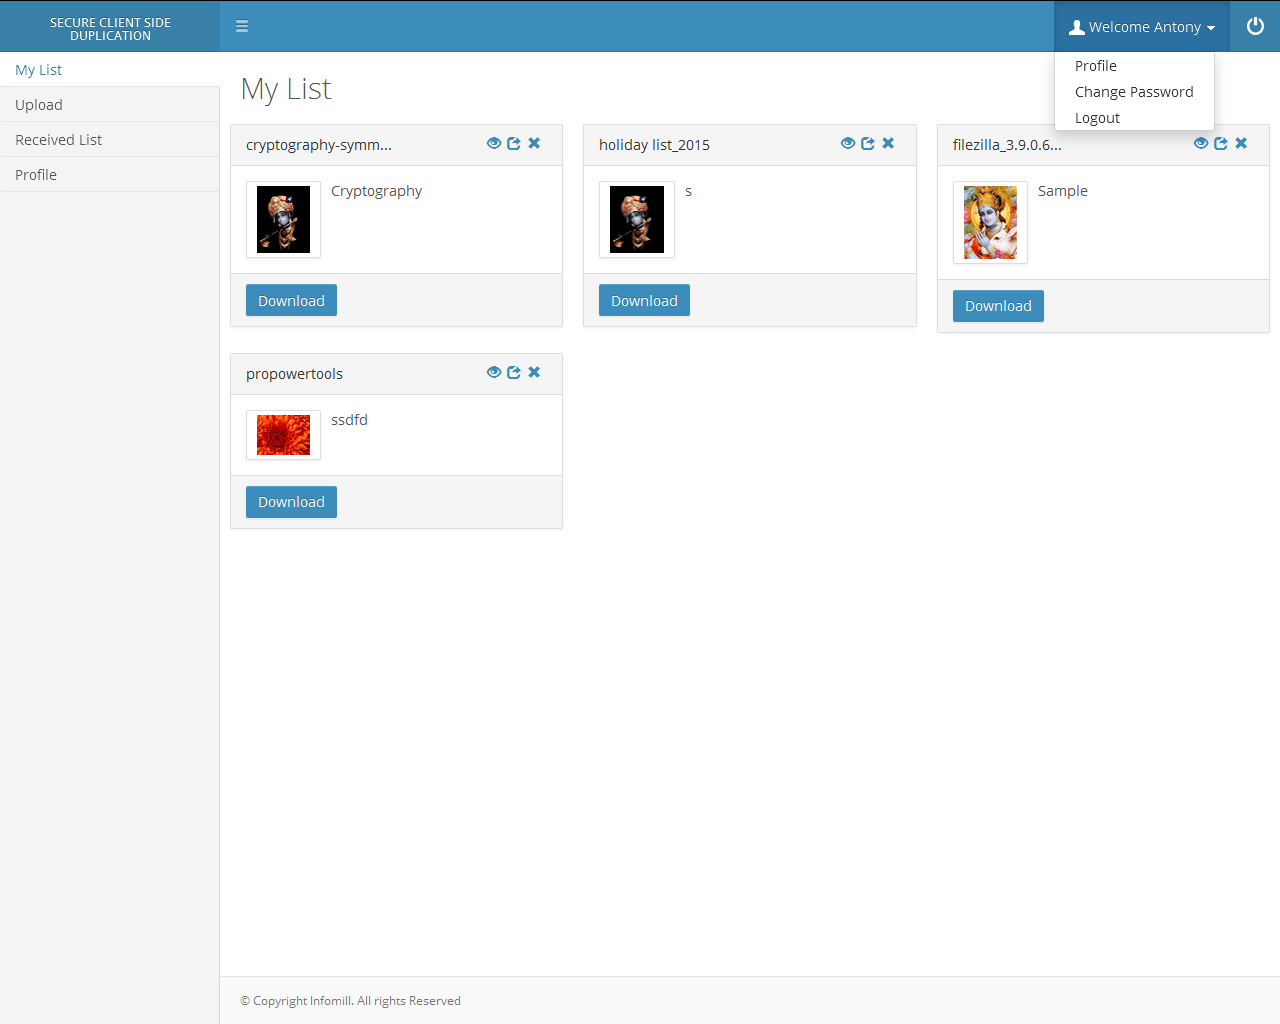 SECURE CLIENT SIDE
DUPLICATION
Welcome Antony
Profile
Change Password
Logout
My List
Upload
Received List
Profile
My List
cryptography-symm...
Cryptography
Download
holiday list_2015
s
Download
filezilla_3.9.0.6...
Sample
Download
propowertools
ssdfd
Download
© Copyright Infomill. All rights Reserved